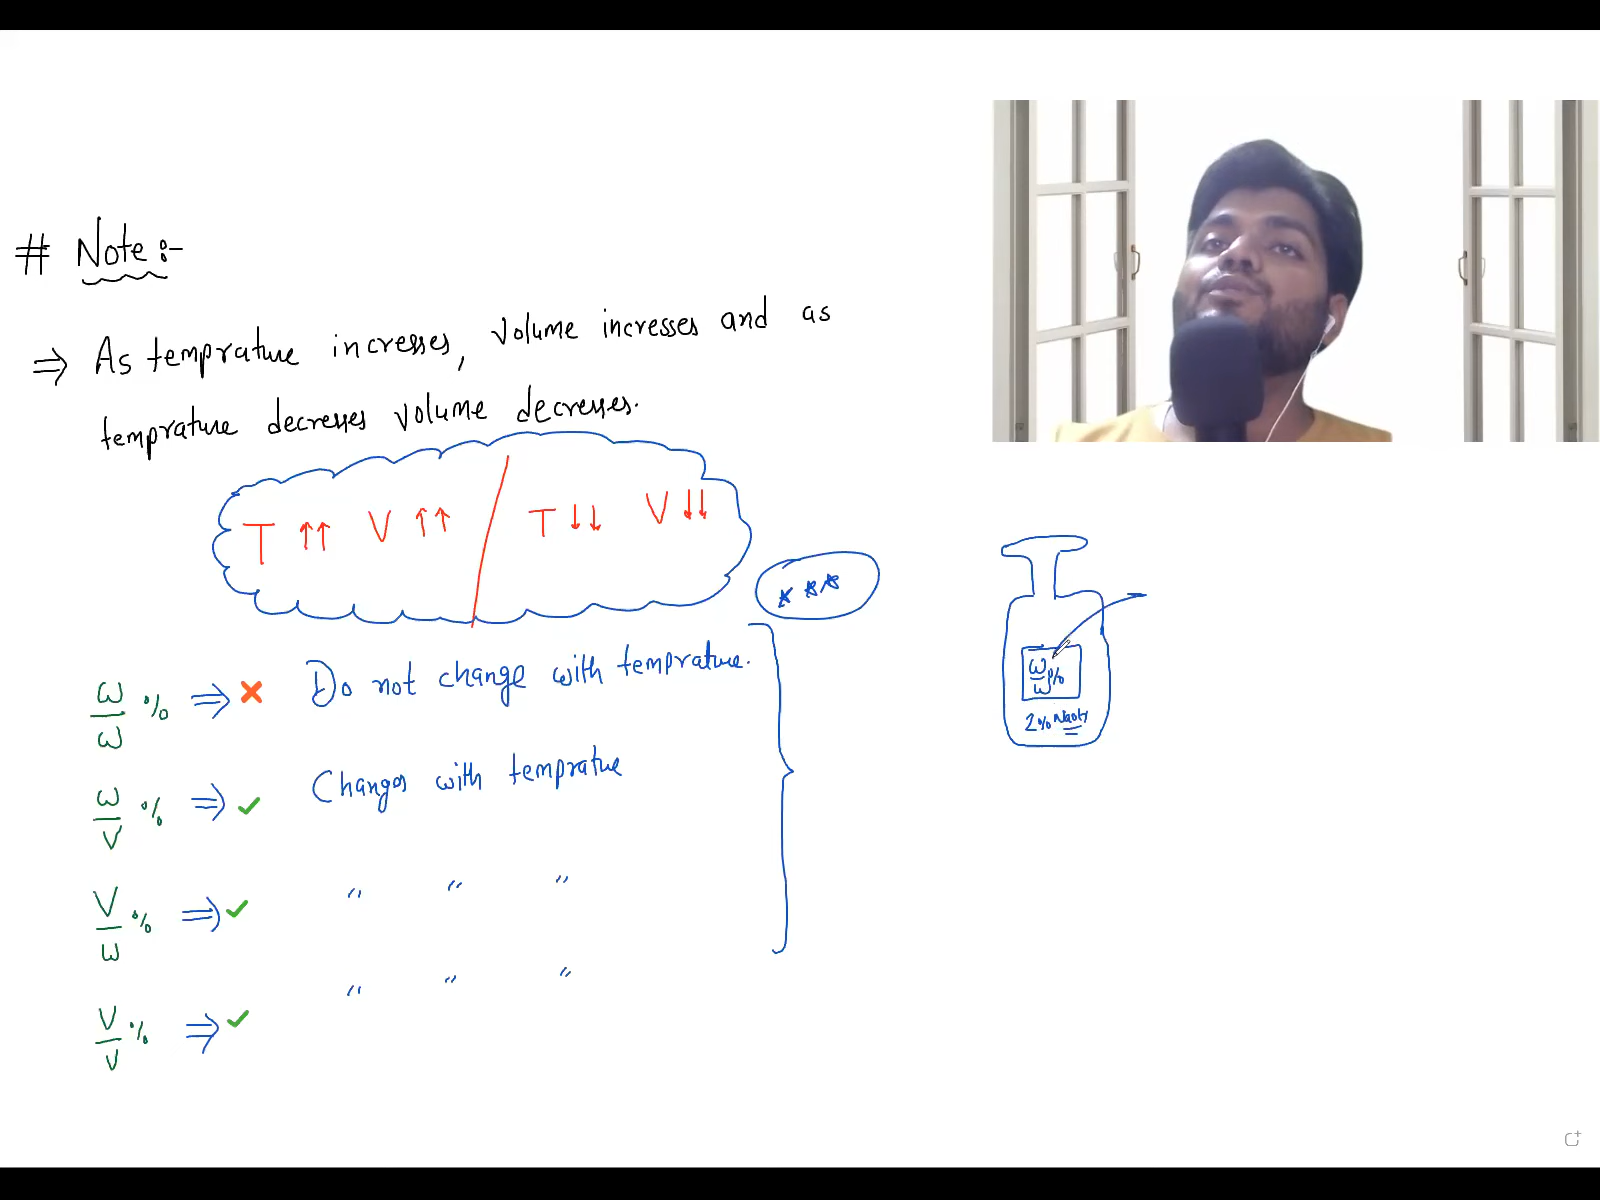 # Note :-
⇒ As temprature increses, volume increses and as
temprature decreses volume decreses.
T ↑↑ V ↑↑ / T ↓↓ V ↓↓
***
w/w % ⇒ ❌ Do not change with temprature.
w/V % ⇒ ✓ Changes with temprature
V/w % ⇒ ✓ " " "
V/V % ⇒ ✓ " " "
w/w %
2% NaOH